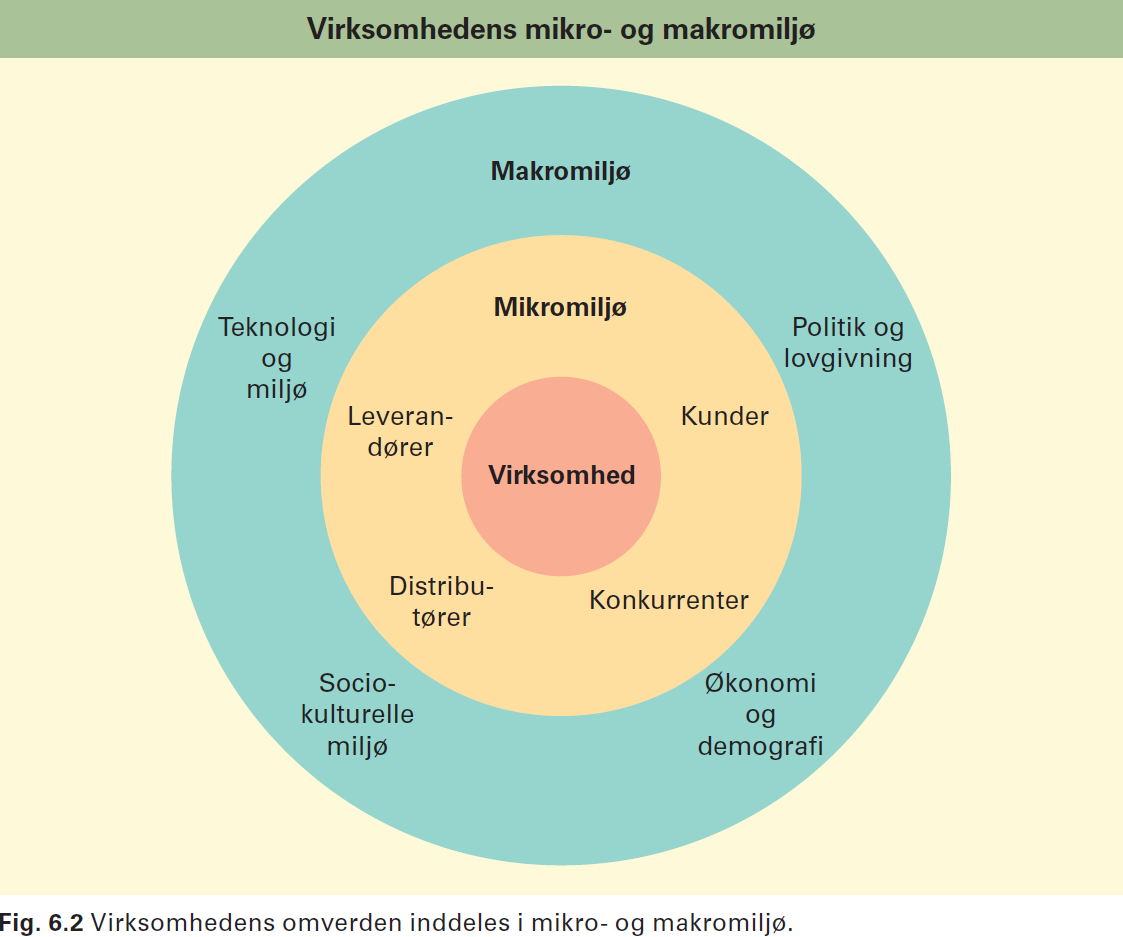 Virksomhedens mikro- og makromiljø
Makromiljø
Mikromiljø
Teknologi
og
miljø
Politik og
lovgivning
Leveran-
dører
Kunder
Virksomhed
Distribu-
tører
Konkurrenter
Socio-
kulturelle
miljø
Økonomi
og
demografi
Fig. 6.2 Virksomhedens omverden inddeles i mikro- og makromiljø.